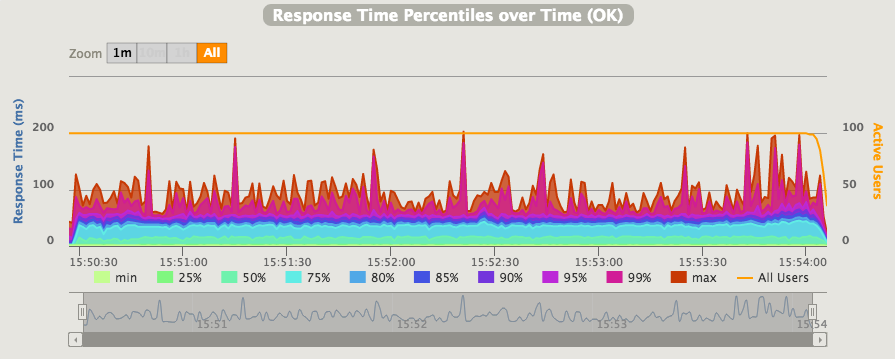 Response Time Percentiles over Time (OK)
Zoom 1m 10m 1h All
Response Time (ms)
Active Users
200 100
100 50
0 0
15:50:30 15:51:00 15:51:30 15:52:00 15:52:30 15:53:00 15:53:30 15:54:00
min 25% 50% 75% 80% 85% 90% 95% 99% max All Users
15:51 15:52 15:53 15:54